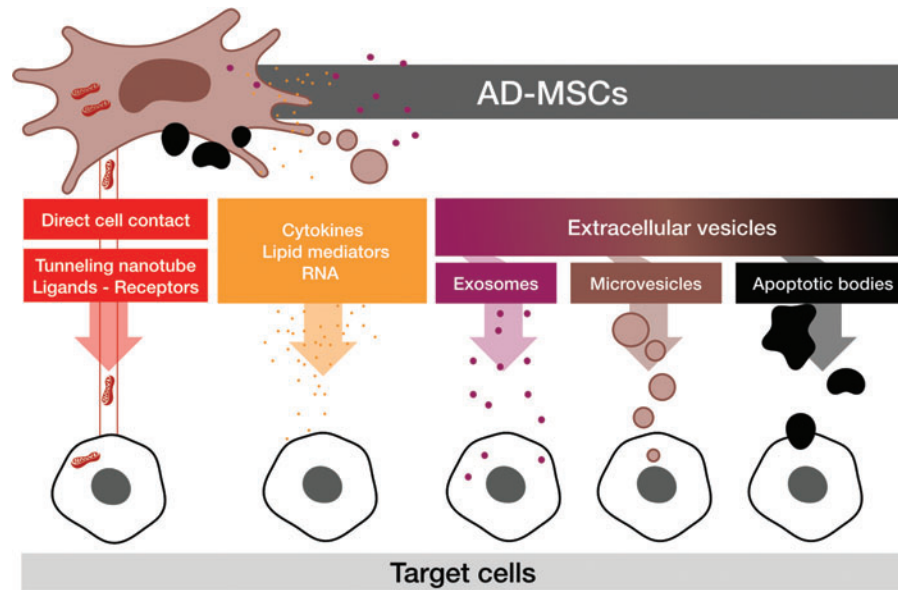 AD-MSCs
Direct cell contact
Tunneling nanotube
Ligands - Receptors
Cytokines
Lipid mediators
RNA
Extracellular vesicles
Exosomes
Microvesicles
Apoptotic bodies
Target cells